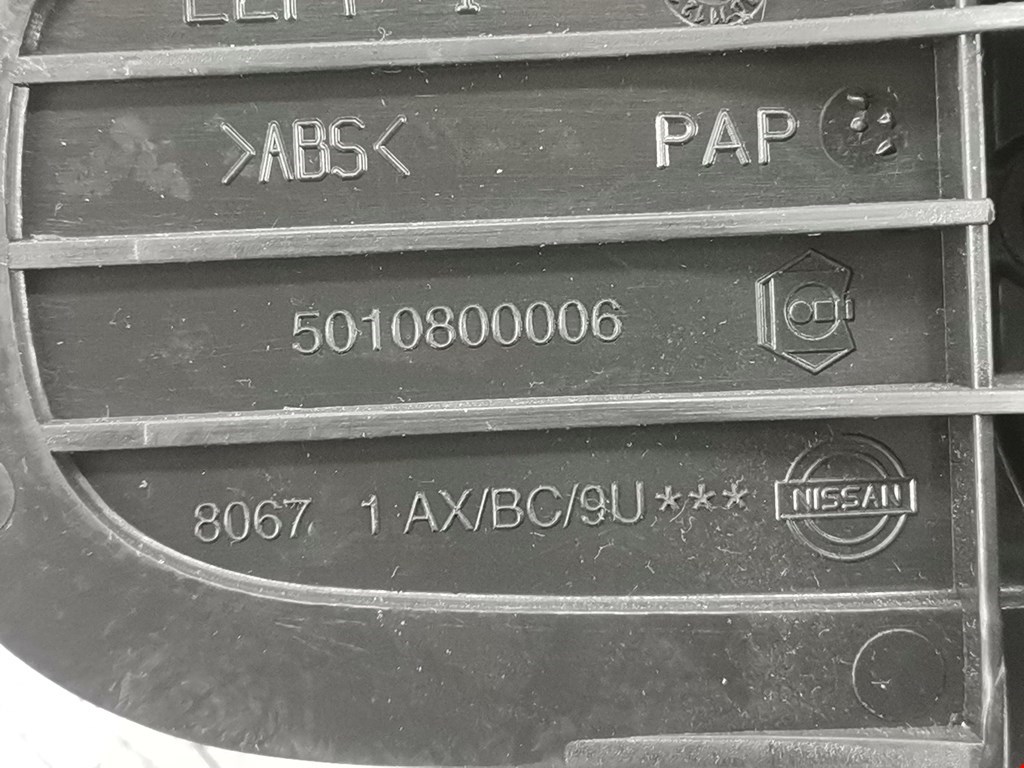 >ABS< PAP
5010800006
8067 1 AX/BC/9U*** NISSAN